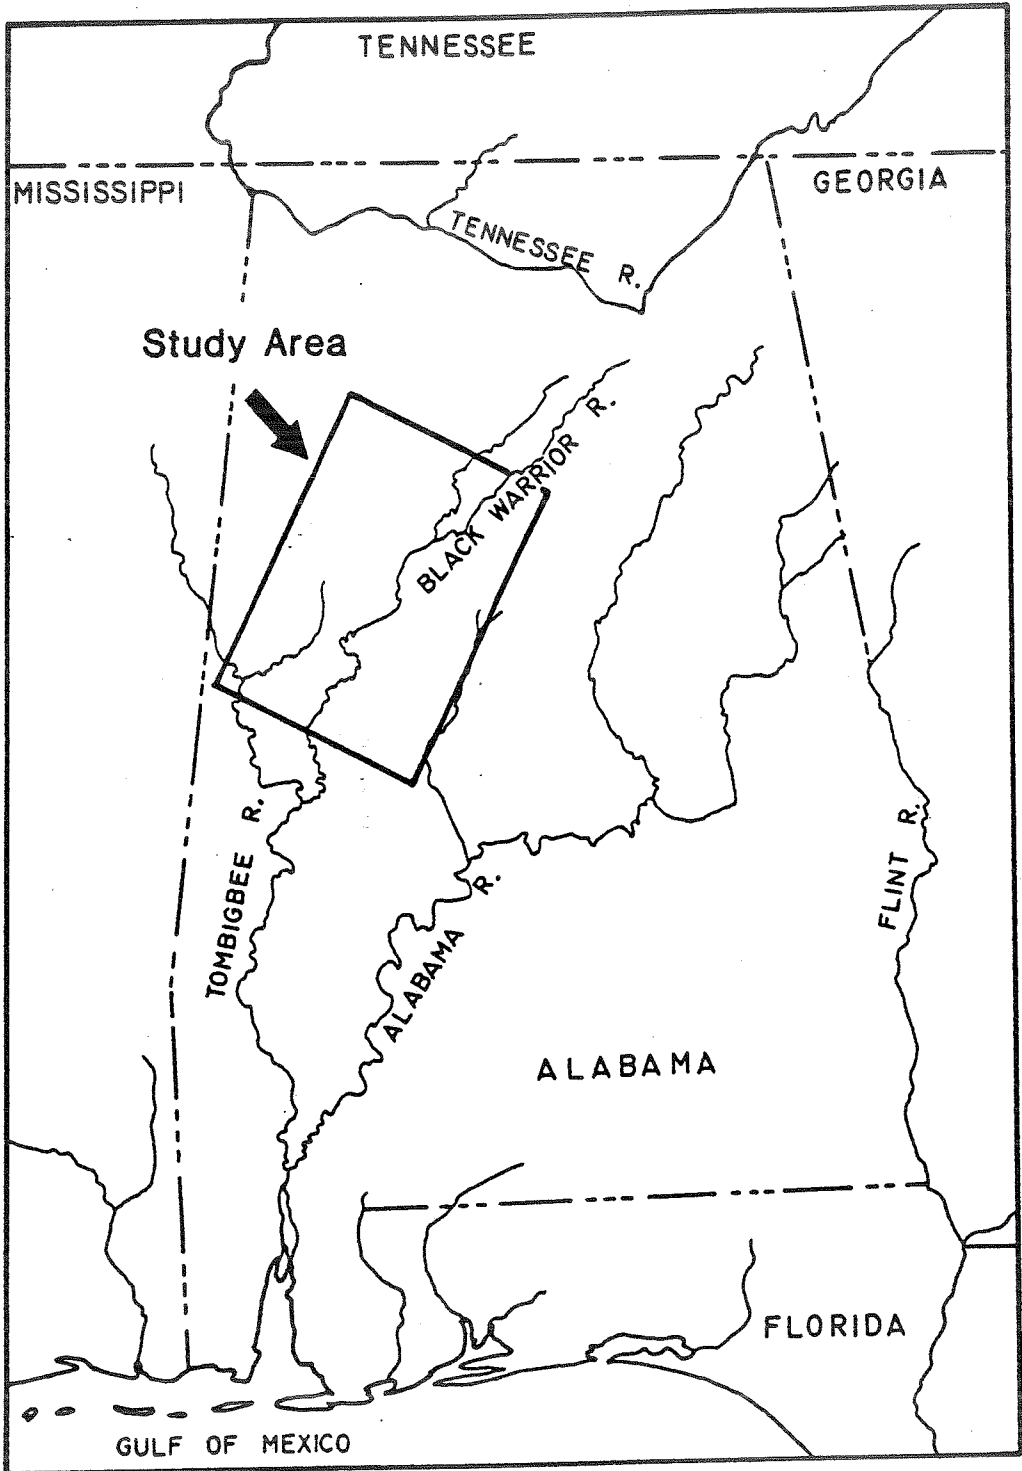 TENNESSEE
MISSISSIPPI
GEORGIA
TENNESSEE R.
Study Area
BLACK WARRIOR R.
TOMBIGBEE R.
ALABAMA R.
FLINT R.
ALABAMA
FLORIDA
GULF OF MEXICO